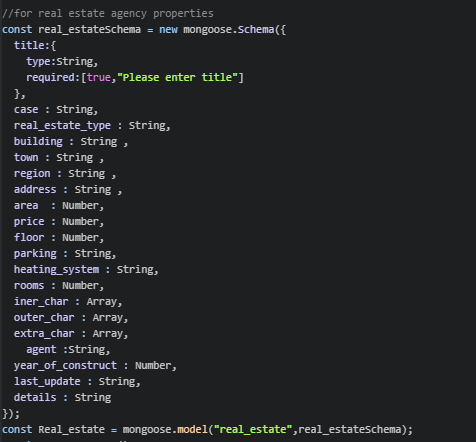 //for real estate agency properties
const real_estateSchema = new mongoose.Schema({
  title:{
    type:String,
    required:[true,"Please enter title"]
  },
  case : String,
  real_estate_type : String,
  building : String ,
  town : String ,
  region : String ,
  address : String ,
  area  : Number,
  price : Number,
  floor : Number,
  parking : String,
  heating_system : String,
  rooms : Number,
  iner_char : Array,
  outer_char : Array,
  extra_char : Array,
    agent :String,
  year_of_construct : Number,
  last_update : String,
  details : String
});
const Real_estate = mongoose.model("real_estate",real_estateSchema);